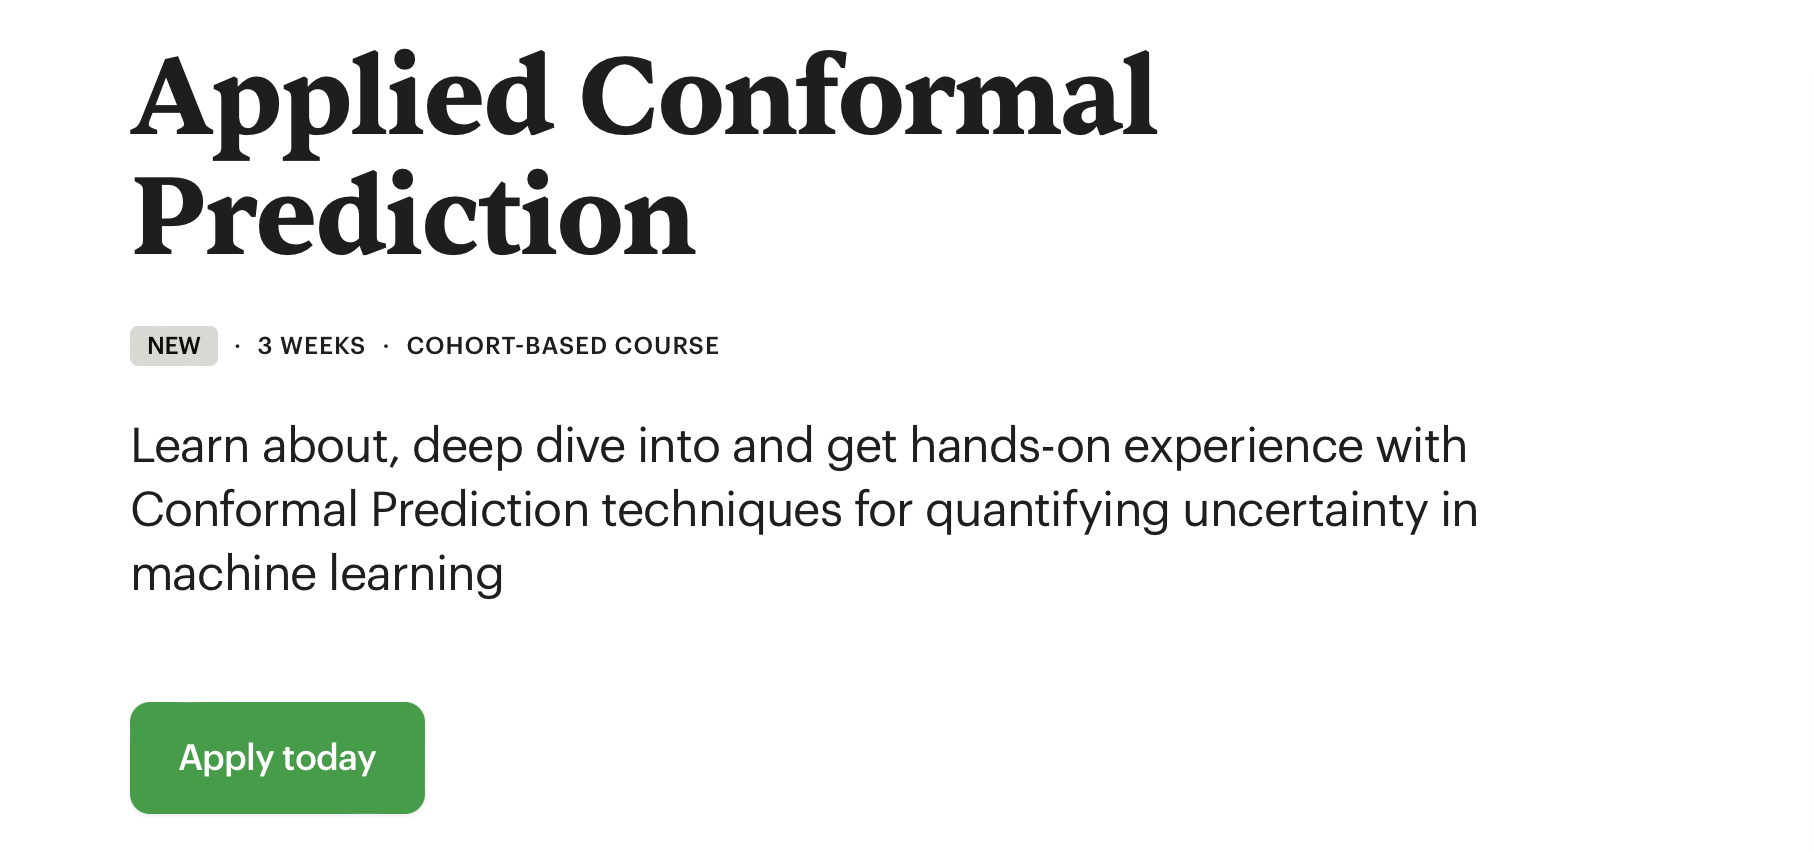 Applied Conformal
Prediction
NEW · 3 WEEKS · COHORT-BASED COURSE
Learn about, deep dive into and get hands-on experience with
Conformal Prediction techniques for quantifying uncertainty in
machine learning
Apply today